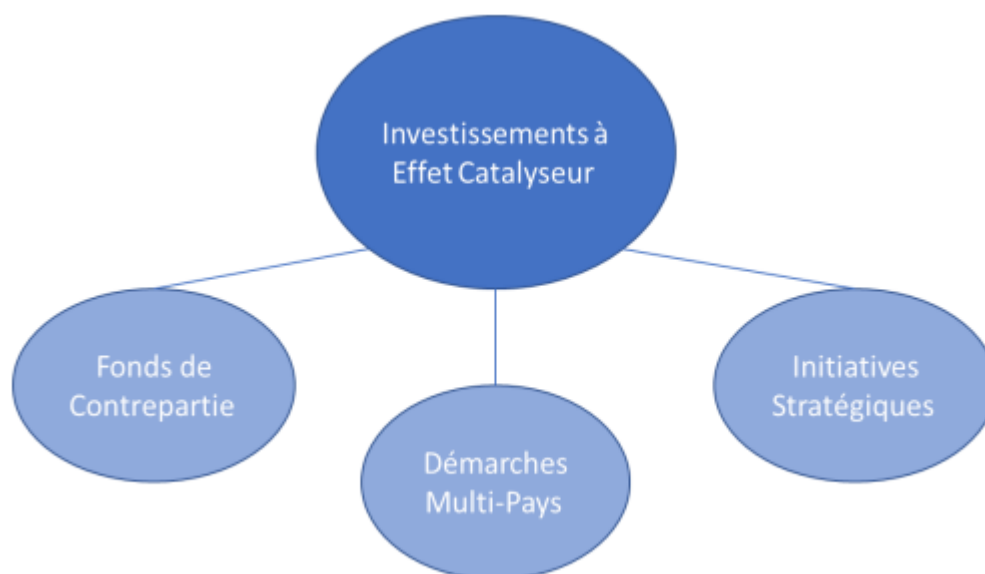 Investissements à
Effet Catalyseur
Fonds de
Contrepartie
Démarches
Multi-Pays
Initiatives
Stratégiques